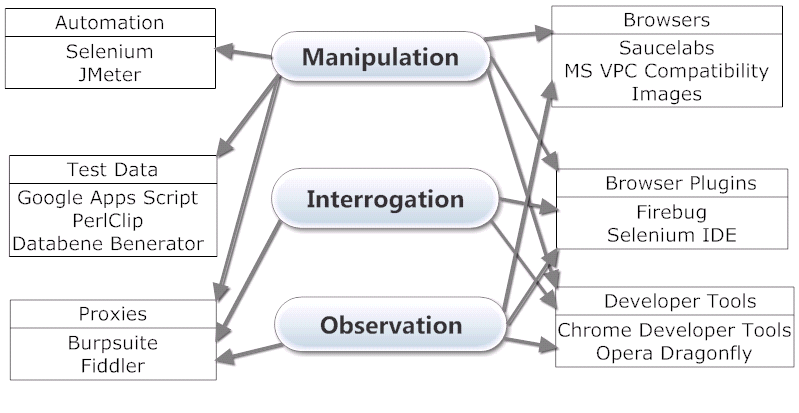 Automation
Selenium
JMeter
Manipulation
Browsers
Saucelabs
MS VPC Compatibility
Images
Test Data
Google Apps Script
PerlClip
Databene Benerator
Interrogation
Browser Plugins
Firebug
Selenium IDE
Proxies
Burpsuite
Fiddler
Observation
Developer Tools
Chrome Developer Tools
Opera Dragonfly